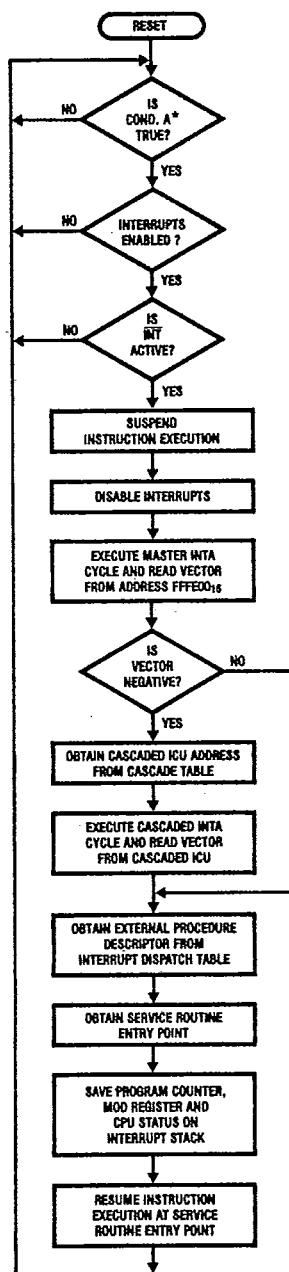 RESET
IS
COND. A*
TRUE?
NO
YES
INTERRUPTS
ENABLED ?
NO
YES
IS
INT
ACTIVE?
NO
YES
SUSPEND
INSTRUCTION EXECUTION
DISABLE INTERRUPTS
EXECUTE MASTER INTA
CYCLE AND READ VECTOR
FROM ADDRESS FFFE00₁₆
IS
VECTOR
NEGATIVE?
NO
YES
OBTAIN CASCADED ICU ADDRESS
FROM CASCADE TABLE
EXECUTE CASCADED INTA
CYCLE AND READ VECTOR
FROM CASCADED ICU
OBTAIN EXTERNAL PROCEDURE
DESCRIPTOR FROM
INTERRUPT DISPATCH TABLE
OBTAIN SERVICE ROUTINE
ENTRY POINT
SAVE PROGRAM COUNTER,
MOD REGISTER AND
CPU STATUS ON
INTERRUPT STACK
RESUME INSTRUCTION
EXECUTION AT SERVICE
ROUTINE ENTRY POINT